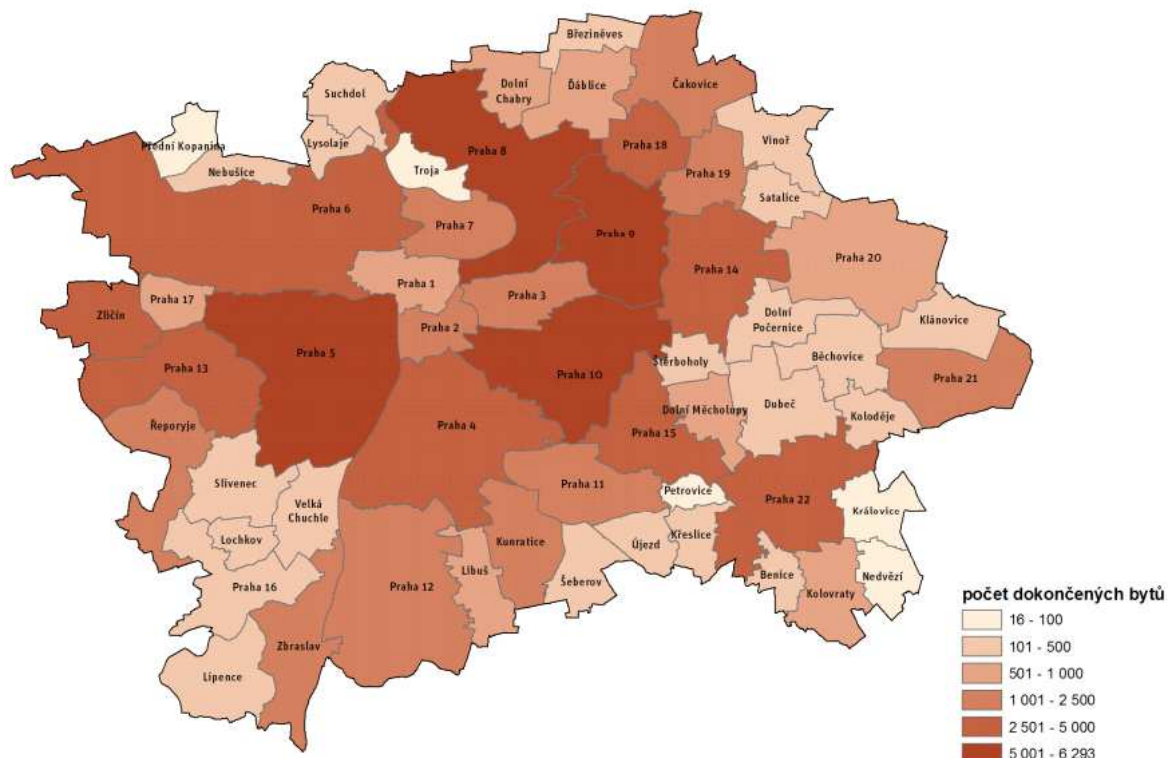 Březiněves
Dolní
Chabry
Ďáblice
Čakovice
Suchdol
Přední Kopanina
Lysolaje
Nebušice
Praha 8
Praha 18
Vinoř
Troja
Praha 19
Satalice
Praha 6
Praha 7
Praha 9
Praha 14
Praha 20
Praha 1
Praha 3
Praha 17
Zličín
Praha 2
Dolní
Počernice
Klánovice
Praha 5
Štěrboholy
Běchovice
Praha 13
Praha 10
Praha 21
Dolní Měcholupy
Dubeč
Koloděje
Řeporyje
Praha 4
Praha 15
Slivenec
Velká
Chuchle
Praha 11
Petrovice
Praha 22
Královice
Lochkov
Kunratice
Újezd
Křeslice
Praha 16
Praha 12
Libuš
Šeberov
Benice
Nedvězí
Kolovraty
Zbraslav
Lipence
počet dokončených bytů
16 - 100
101 - 500
501 - 1 000
1 001 - 2 500
2 501 - 5 000
5 001 - 6 293